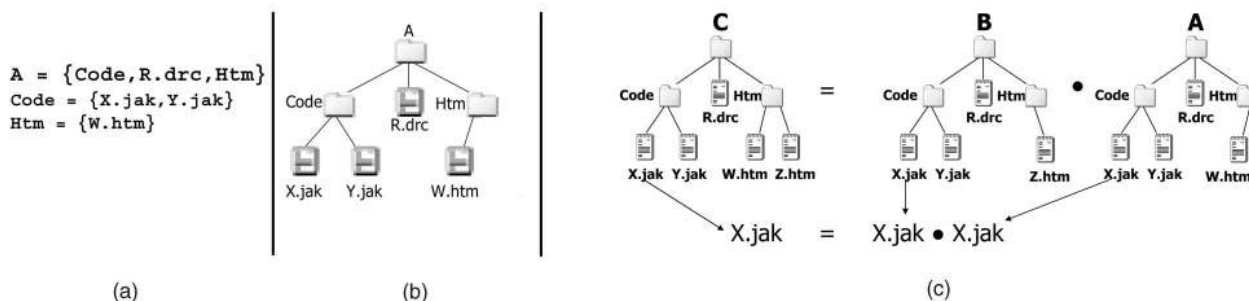 A = {Code,R.drc,Htm}
Code = {X.jak,Y.jak}
Htm = {W.htm}
(a)
A
Code R.drc Htm
X.jak Y.jak W.htm
(b)
C = B • A
Code R.drc Htm Code R.drc Htm Code R.drc Htm
X.jak Y.jak W.htm Z.htm X.jak Y.jak Z.htm X.jak Y.jak W.htm
X.jak = X.jak • X.jak
(c)